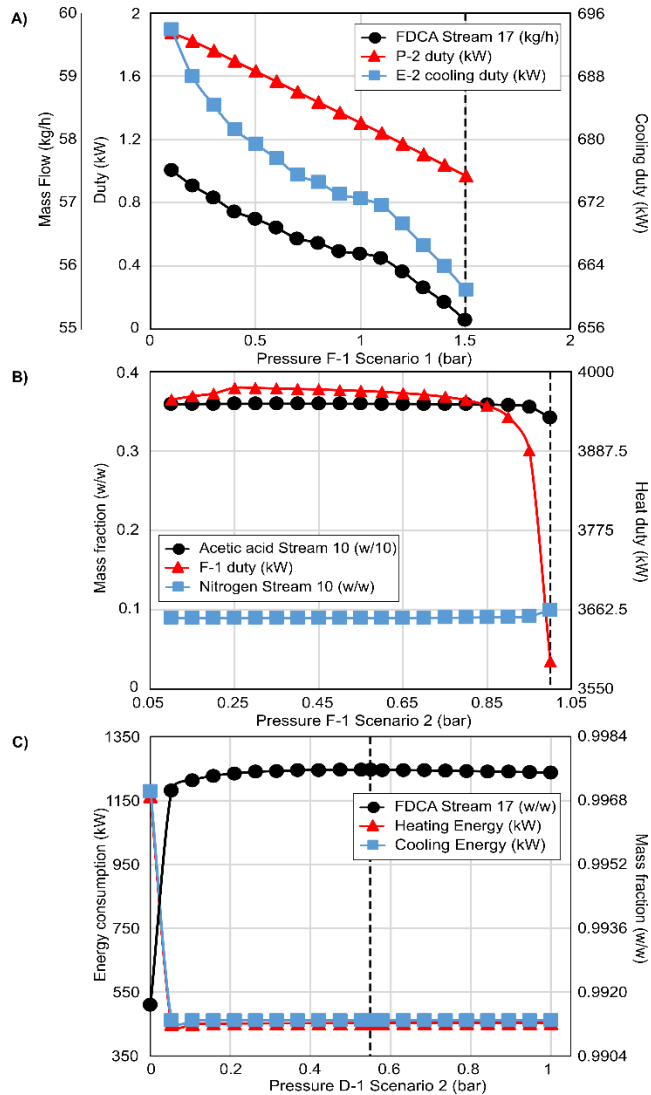 A)
60
59
58
57
56
55
Mass Flow (kg/h)
2
1.6
1.2
0.8
0.4
0
Duty (kW)
FDCA Stream 17 (kg/h)
P-2 duty (kW)
E-2 cooling duty (kW)
696
688
680
672
664
656
Cooling duty
(kW)
0
0.5
1
1.5
2
Pressure F-1 Scenario 1 (bar)
B)
0.4
0.3
0.2
0.1
0
Mass fraction (w/w)
Acetic acid Stream 10 (w/10)
F-1 duty (kW)
Nitrogen Stream 10 (w/w)
4000
3887.5
3775
3662.5
3550
Heat duty (kW)
0.05
0.25
0.45
0.65
0.85
1.05
Pressure F-1 Scenario 2 (bar)
C)
1350
1150
950
750
550
350
Energy consumption
(kW)
FDCA Stream 17 (w/w)
Heating Energy (kW)
Cooling Energy (kW)
0.9984
0.9968
0.9952
0.9936
0.9920
0.9904
Mass fraction (w/w)
0
0.2
0.4
0.6
0.8
1
Pressure D-1 Scenario 2 (bar)